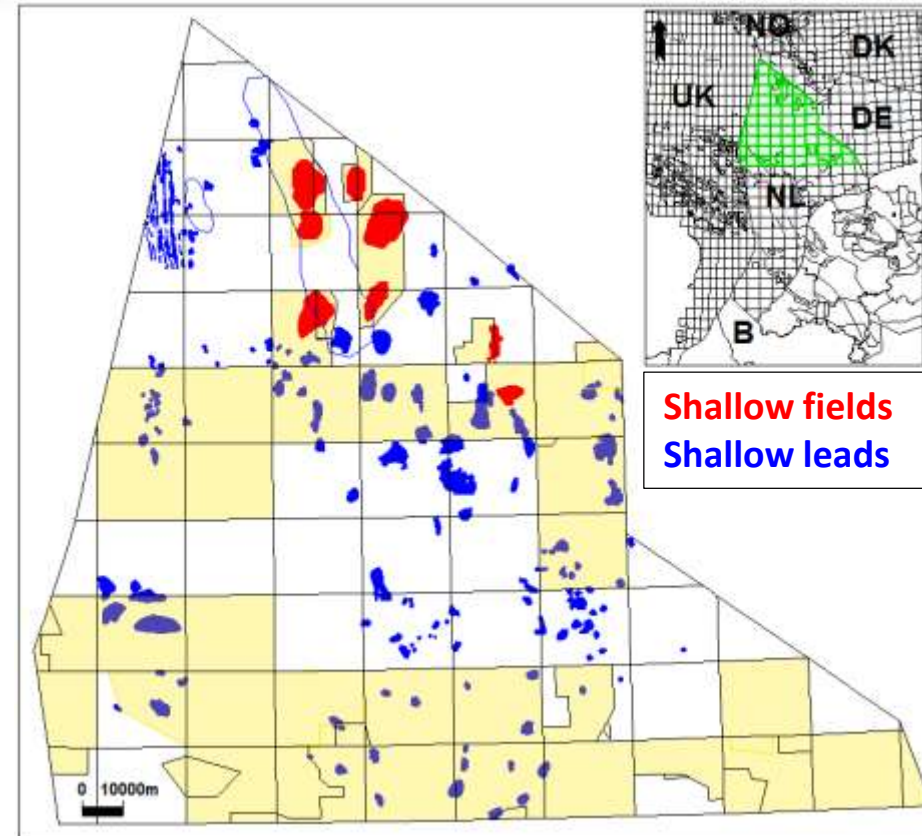 NO
DK
UK
DE
NL
B
Shallow fields
Shallow leads
0 10000m